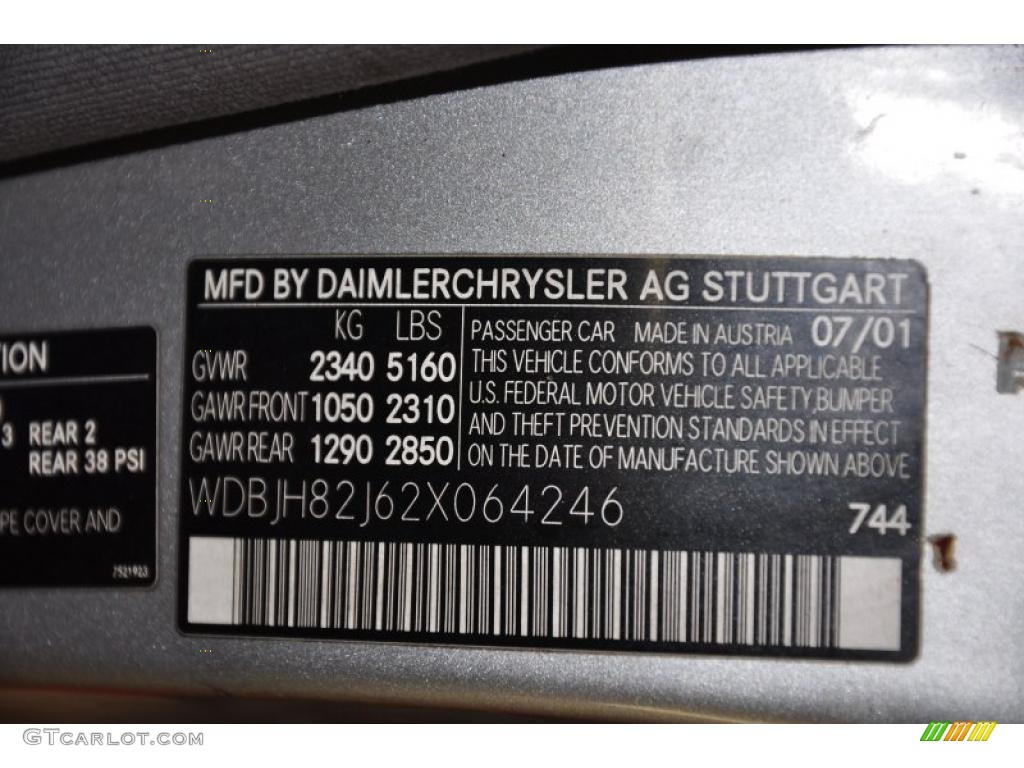 MFD BY DAIMLERCHRYSLER AG STUTTGART
KG LBS
GVWR 2340 5160
GAWR FRONT 1050 2310
GAWR REAR 1290 2850
PASSENGER CAR MADE IN AUSTRIA 07/01
THIS VEHICLE CONFORMS TO ALL APPLICABLE
U.S. FEDERAL MOTOR VEHICLE SAFETY, BUMPER
AND THEFT PREVENTION STANDARDS IN EFFECT
ON THE DATE OF MANUFACTURE SHOWN ABOVE
WDBJH82J62X064246 744
TION
3 REAR 2
REAR 38 PSI
PE COVER AND
7521923
GTCarLot.com